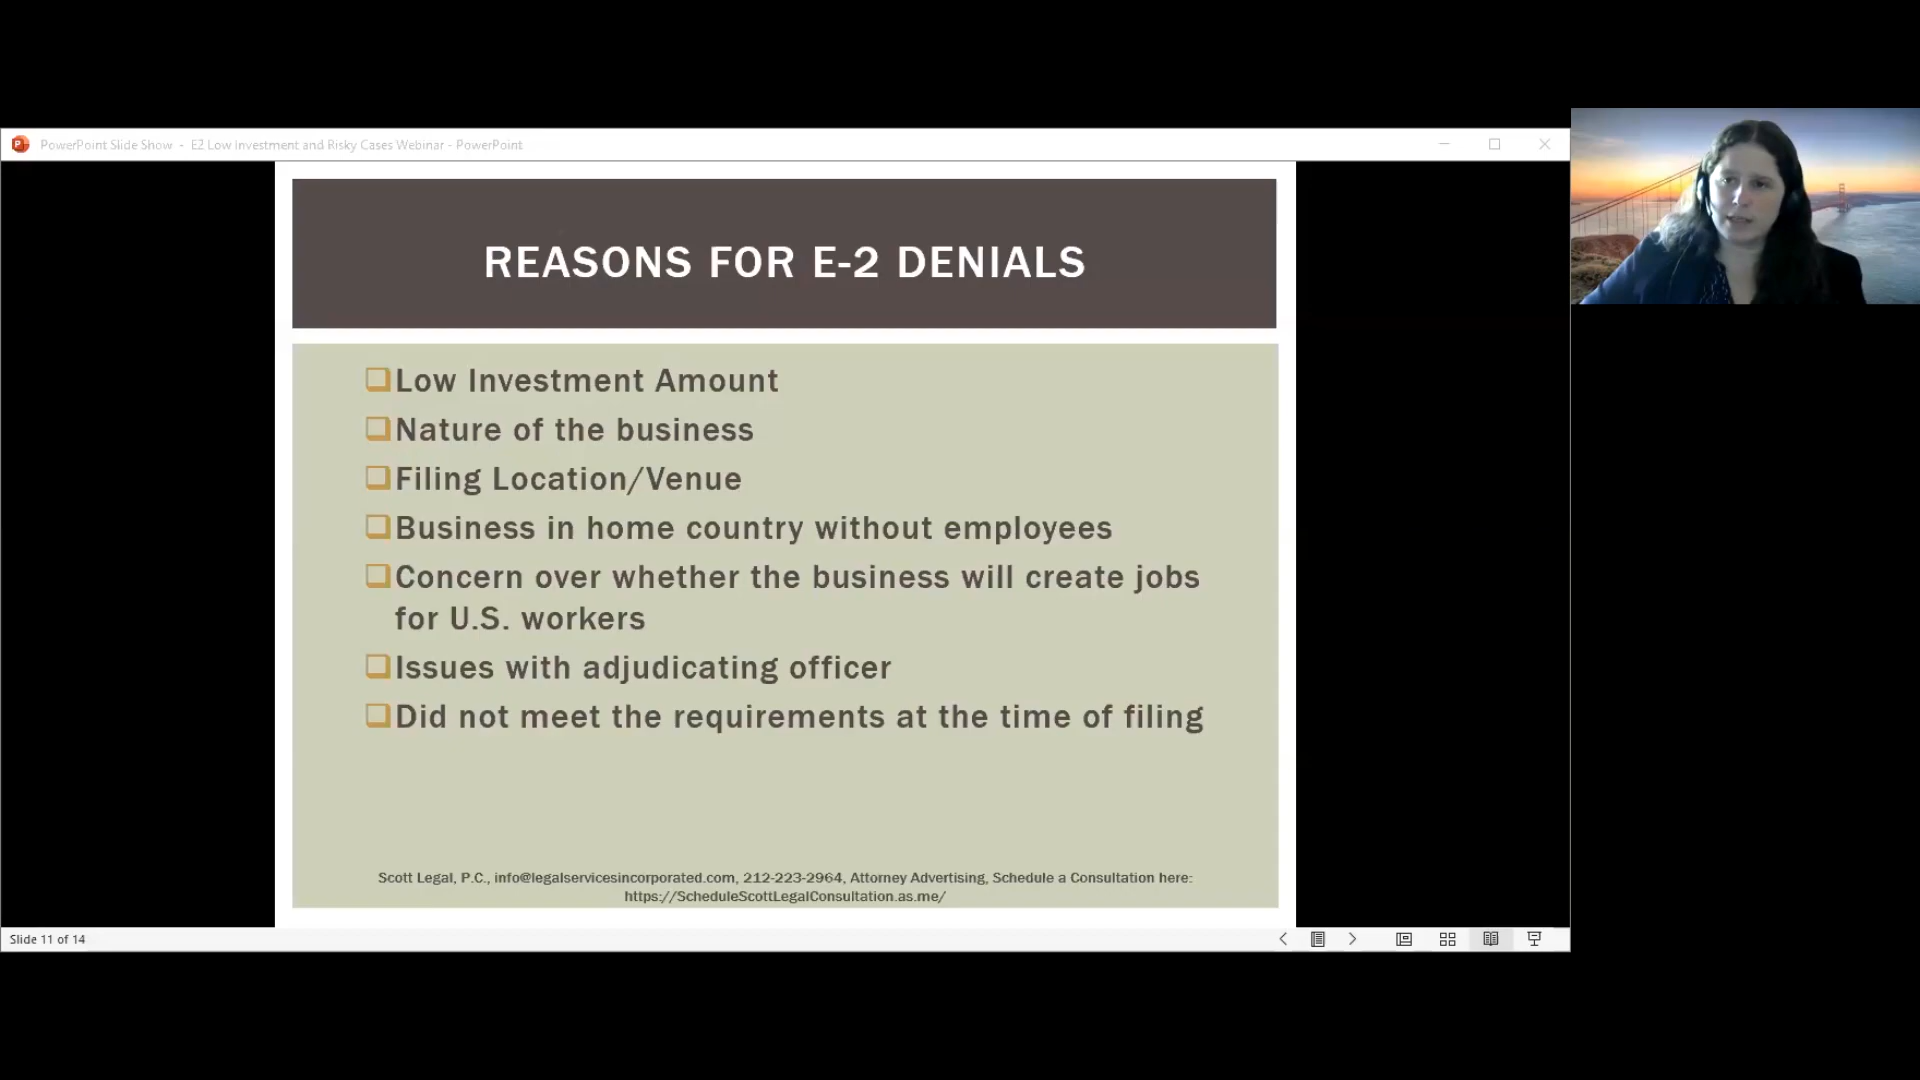 PowerPoint Slide Show - E2 Low investment and Risky Cases Webinar - PowerPoint
REASONS FOR E-2 DENIALS
Low Investment Amount
Nature of the business
Filing Location/Venue
Business in home country without employees
Concern over whether the business will create jobs
for U.S. workers
Issues with adjudicating officer
Did not meet the requirements at the time of filing
Scott Legal, P.C., info@legalservicesincorporated.com, 212-223-2964, Attorney Advertising, Schedule a Consultation here:
https://ScheduleScottLegalConsultation.as.me/
Slide 11 of 14